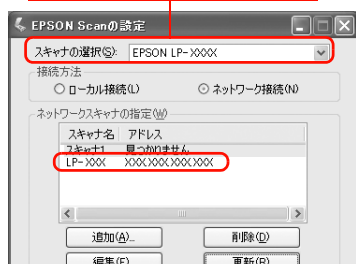 EPSON Scanの設定
スキャナの選択(S): EPSON LP-XXXX
接続方法
ローカル接続(L) ネットワーク接続(N)
ネットワークスキャナの指定(W)
スキャナ名 アドレス
スキャナ1 見つかりません
LP-XXX XXX.XXX.XXX.XXX
追加(A)... 削除(D)
編集(E) 更新(R)